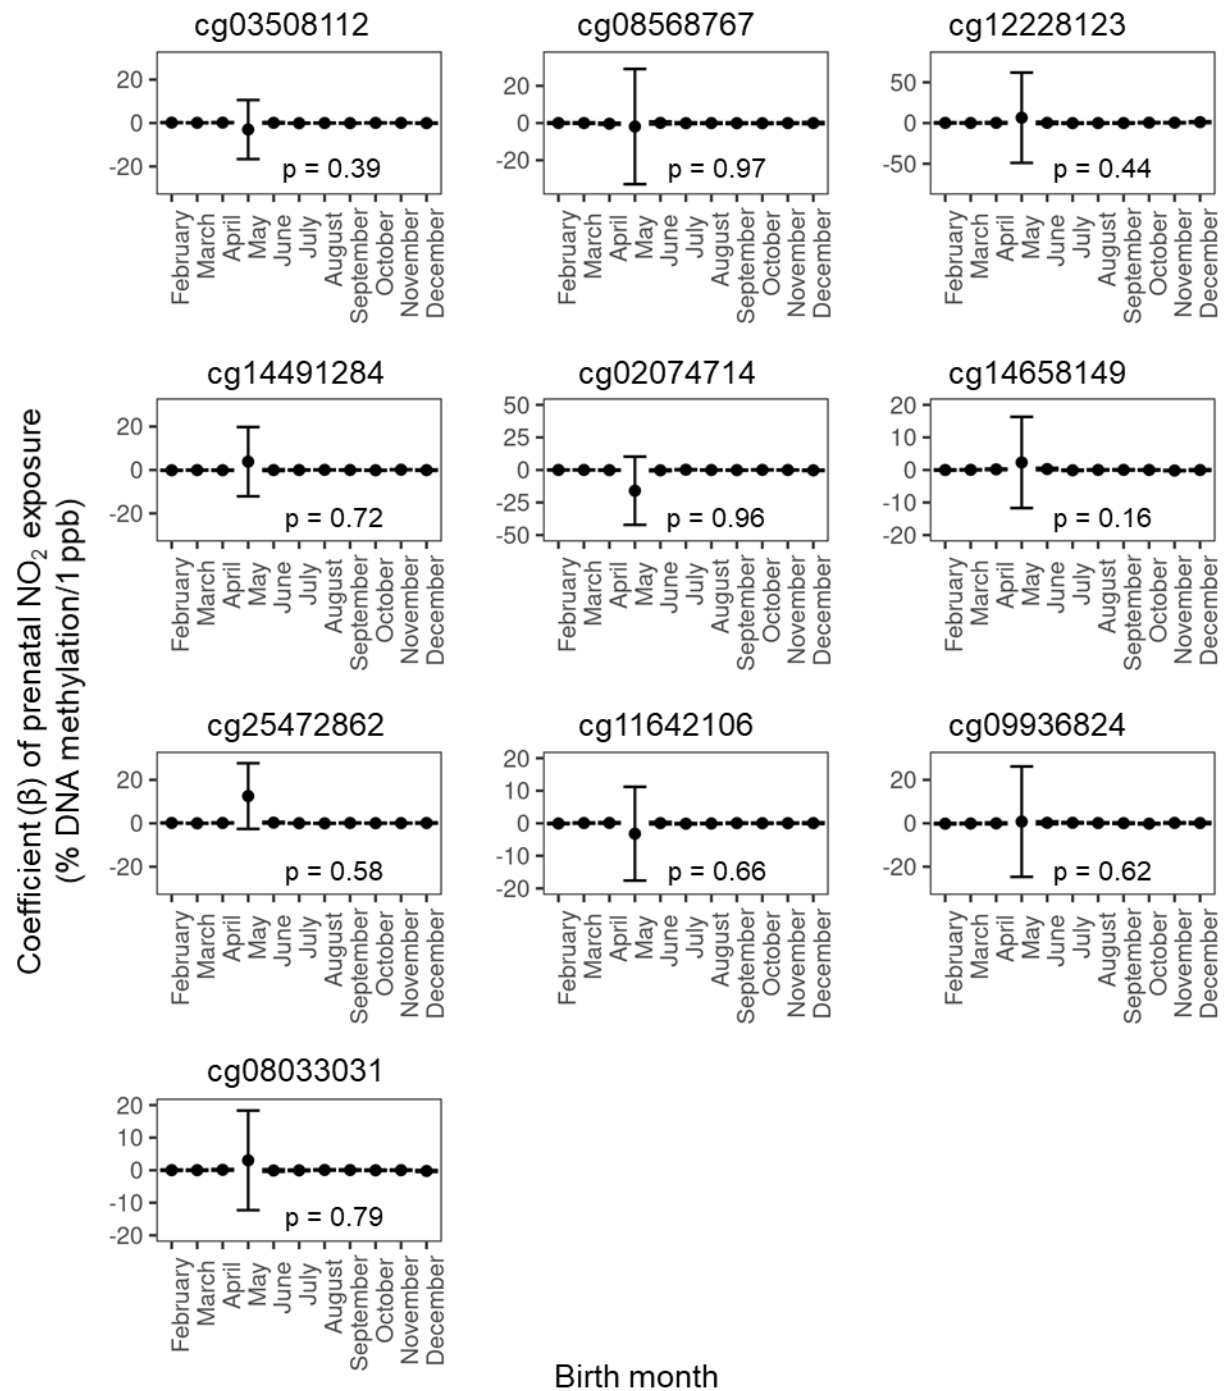 cg03508112
20
0
-20
p = 0.39
February
March
April
May
June
July
August
September
October
November
December
cg08568767
20
0
-20
p = 0.97
February
March
April
May
June
July
August
September
October
November
December
cg12228123
50
0
-50
p = 0.44
February
March
April
May
June
July
August
September
October
November
December
Coefficient (β) of prenatal NO₂ exposure
(% DNA methylation/1 ppb)
cg14491284
20
0
-20
p = 0.72
February
March
April
May
June
July
August
September
October
November
December
cg02074714
50
25
0
-25
-50
p = 0.96
February
March
April
May
June
July
August
September
October
November
December
cg14658149
20
10
0
-10
-20
p = 0.16
February
March
April
May
June
July
August
September
October
November
December
cg25472862
20
0
-20
p = 0.58
February
March
April
May
June
July
August
September
October
November
December
cg11642106
20
10
0
-10
-20
p = 0.66
February
March
April
May
June
July
August
September
October
November
December
cg09936824
20
0
-20
p = 0.62
February
March
April
May
June
July
August
September
October
November
December
cg08033031
20
10
0
-10
-20
p = 0.79
February
March
April
May
June
July
August
September
October
November
December
Birth month